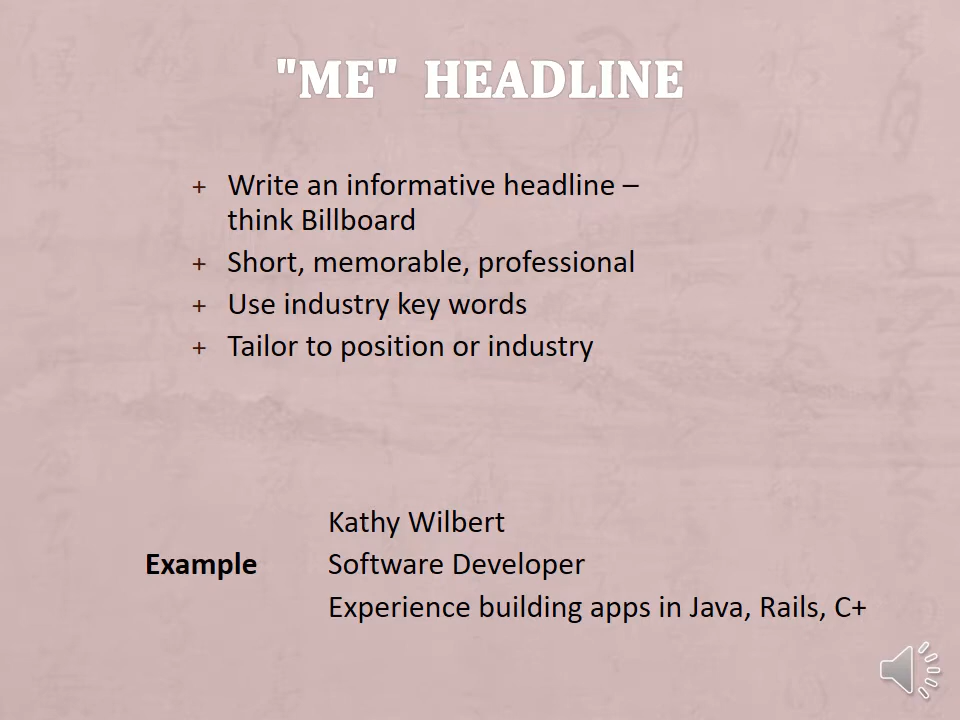 "ME" HEADLINE
+ Write an informative headline –
think Billboard
+ Short, memorable, professional
+ Use industry key words
+ Tailor to position or industry
Kathy Wilbert
Example Software Developer
Experience building apps in Java, Rails, C+